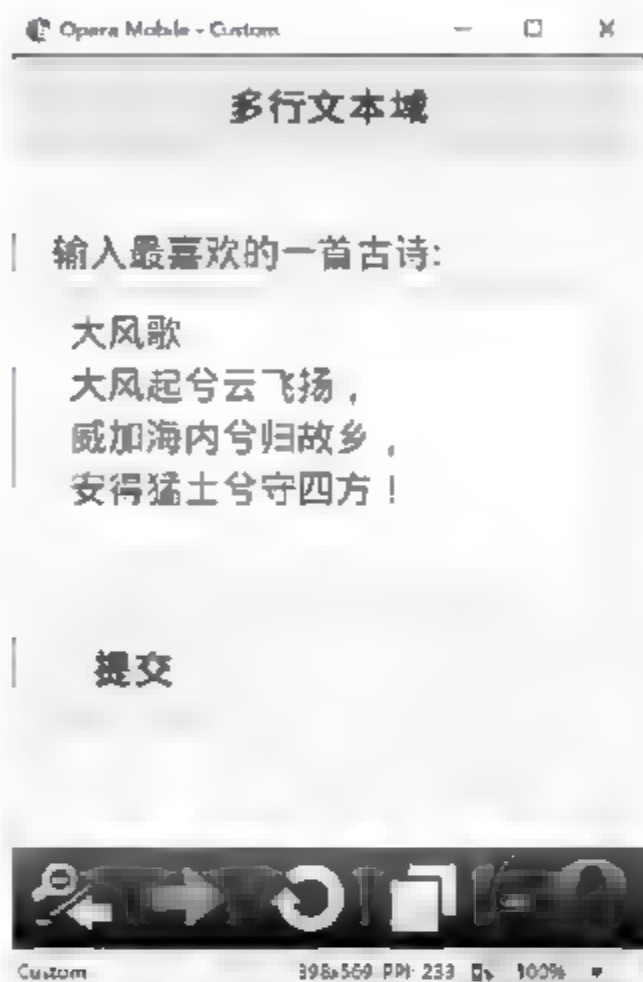 Opera Mobile - Custom
多行文本域
输入最喜欢的一首古诗:
大风歌
大风起兮云飞扬，
威加海内兮归故乡，
安得猛士兮守四方！
提交
Custom 398x569 PPI: 233 100%